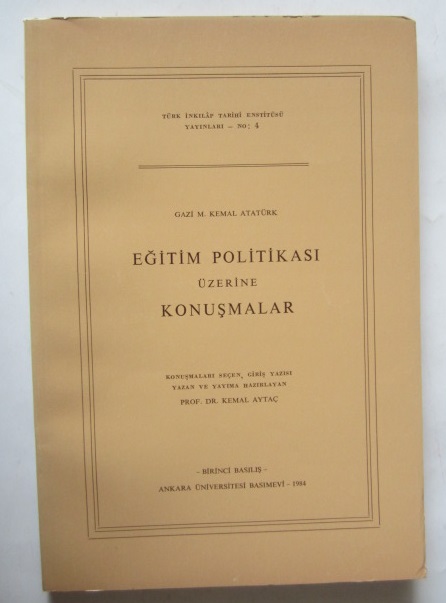 TÜRK İNKILÂP TARİHİ ENSTİTÜSÜ
YAYINLARI – NO: 4
GAZİ M. KEMAL ATATÜRK
EĞİTİM POLİTİKASI
ÜZERİNE
KONUŞMALAR
KONUŞMALARI SEÇEN, GİRİŞ YAZISI
YAZAN VE YAYIMA HAZIRLAYAN
PROF. DR. KEMAL AYTAÇ
– BİRİNCİ BASILIŞ –
ANKARA ÜNİVERSİTESİ BASIMEVİ – 1984